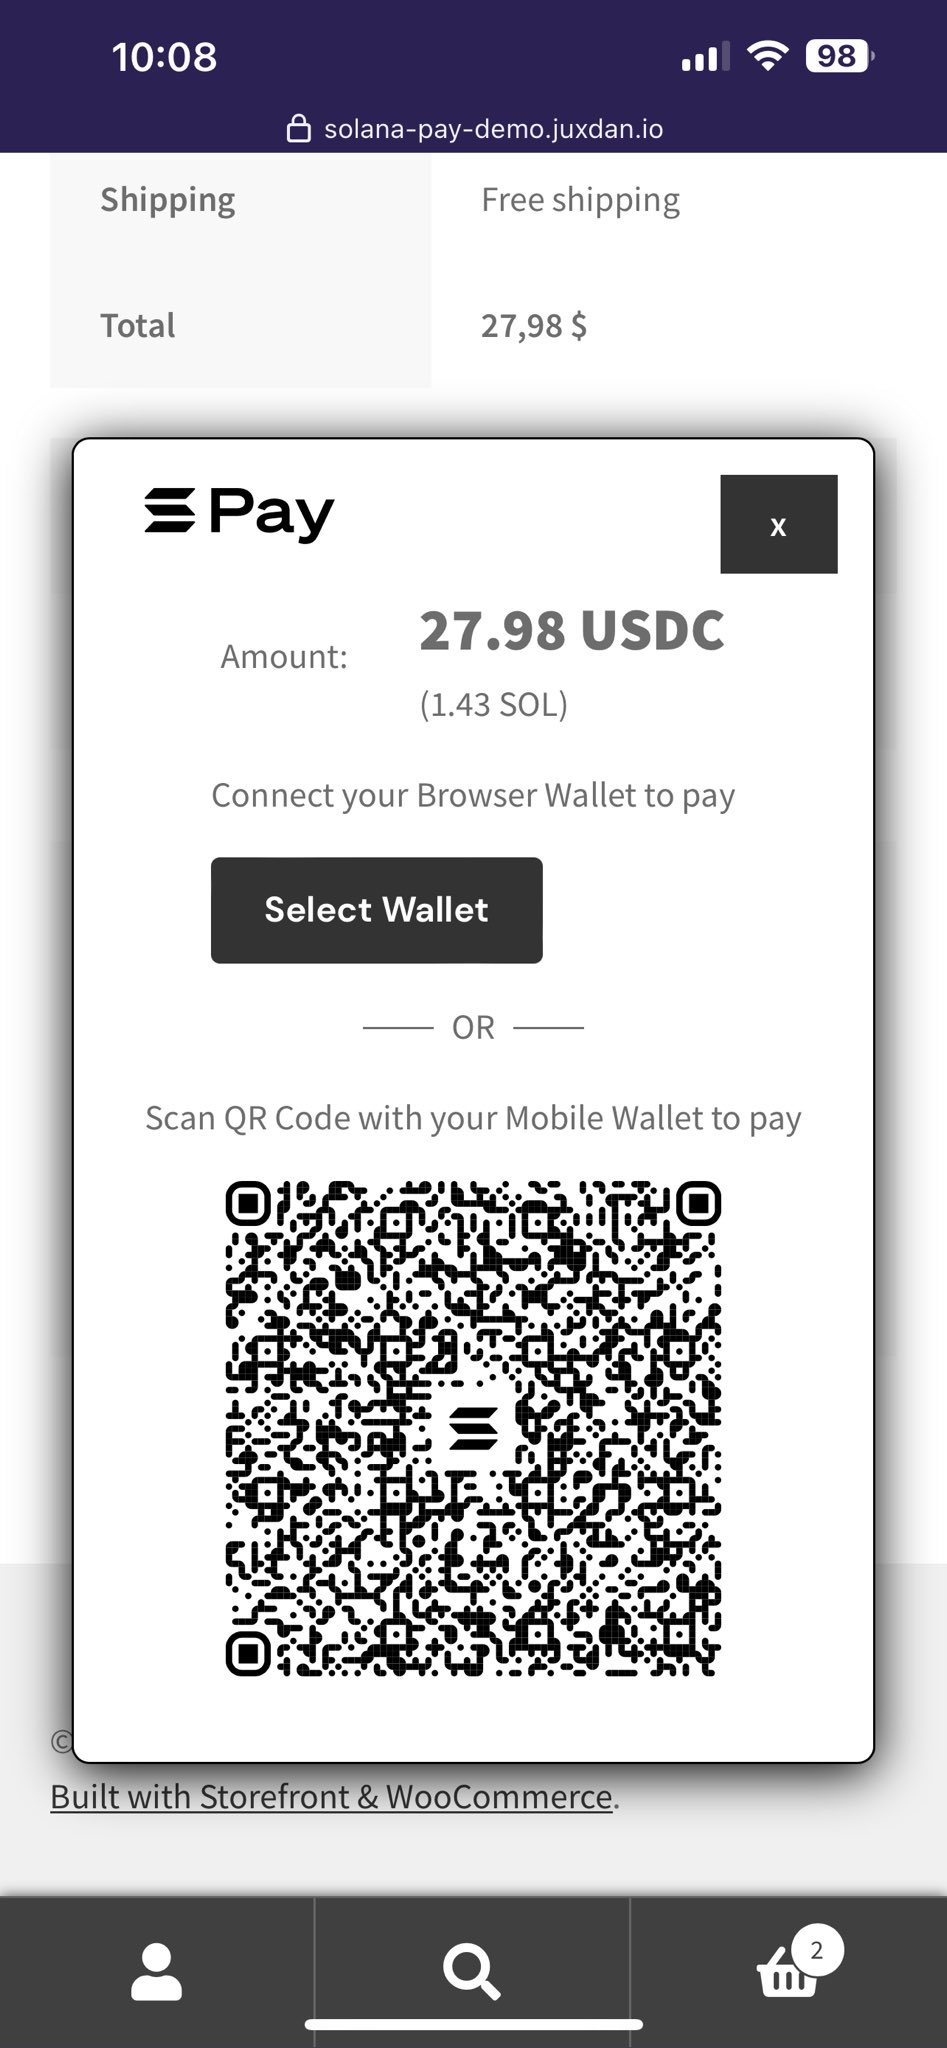 10:08
98
solana-pay-demo.juxdan.io
Shipping Free shipping
Total 27,98 $
Pay
x
Amount: 27.98 USDC
(1.43 SOL)
Connect your Browser Wallet to pay
Select Wallet
OR
Scan QR Code with your Mobile Wallet to pay
©
Built with Storefront & WooCommerce.
2